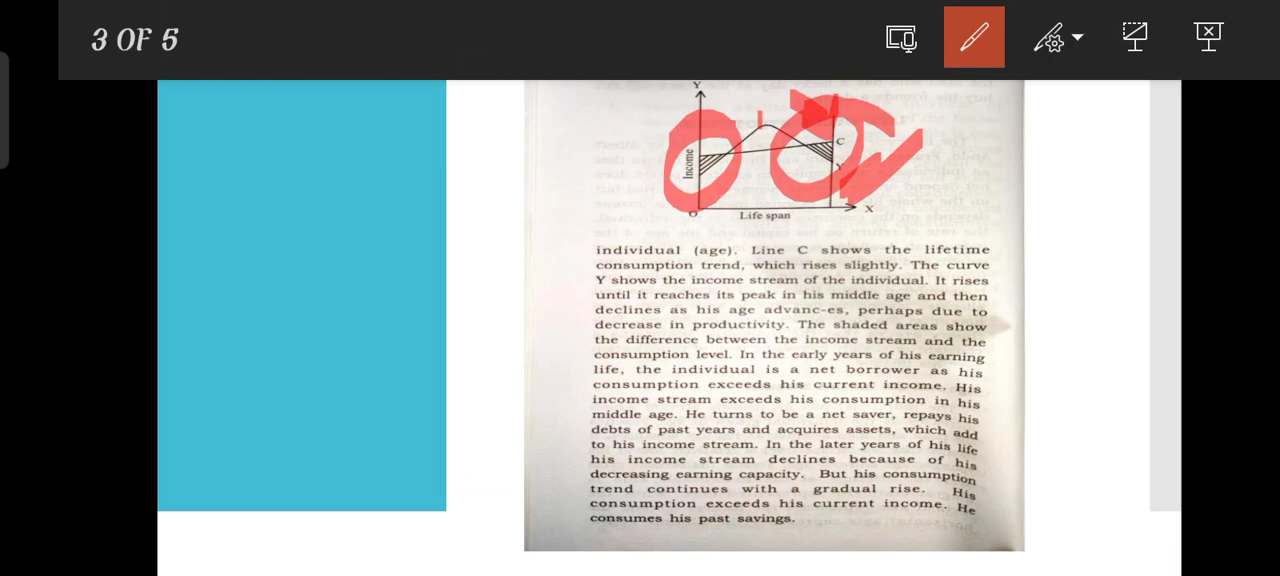 3 OF 5
Y
Income
C
Y
O
X
Life span
individual (age). Line C shows the lifetime
consumption trend, which rises slightly. The curve
Y shows the income stream of the individual. It rises
until it reaches its peak in his middle age and then
declines as his age advanc-es, perhaps due to
decrease in productivity. The shaded areas show
the difference between the income stream and the
consumption level. In the early years of his earning
life, the individual is a net borrower as his
consumption exceeds his current income. His
income stream exceeds his consumption in his
middle age. He turns to be a net saver, repays his
debts of past years and acquires assets, which add
to his income stream. In the later years of his life
his income stream declines because of his
decreasing earning capacity. But his consumption
trend continues with a gradual rise. His
consumption exceeds his current income. He
consumes his past savings.